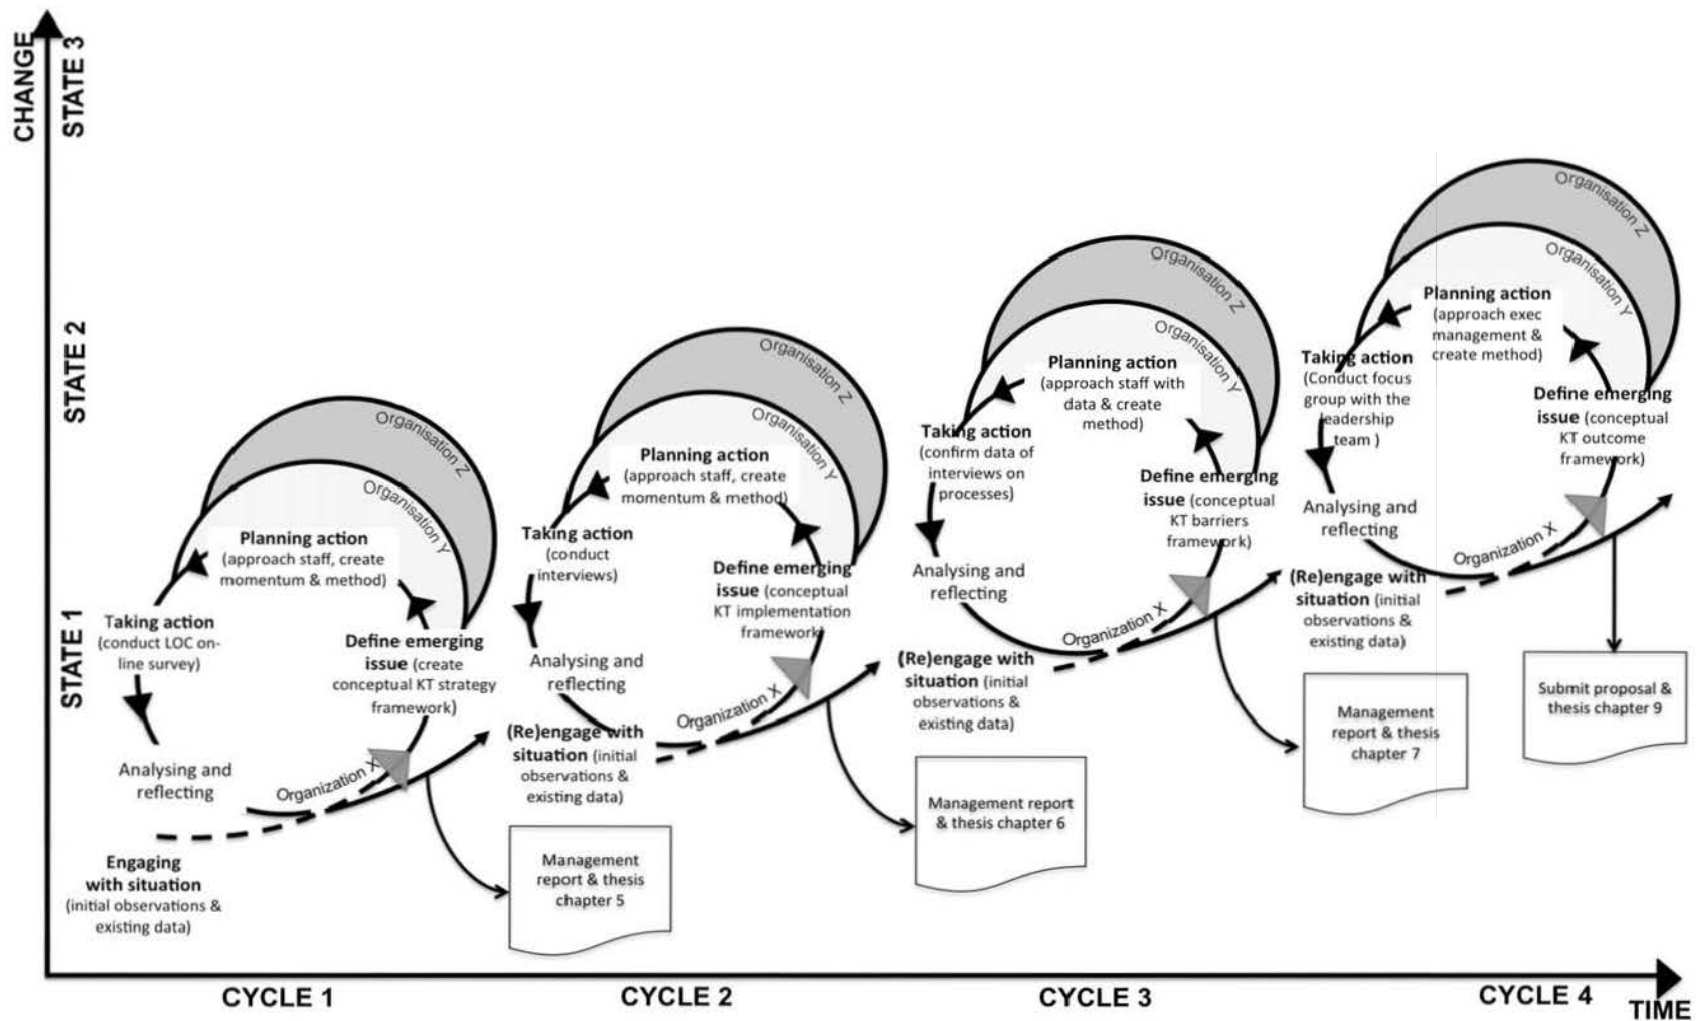 CHANGE
STATE 3
STATE 2
STATE 1
Organisation Z
Organisation Y
Planning action
(approach staff, create
momentum & method)
Taking action
(conduct LOC on-
line survey)
Define emerging
issue (create
conceptual KT strategy
framework)
Analysing and
reflecting
Organization X
Engaging
with situation
(initial observations &
existing data)
Management
report & thesis
chapter 5
Organisation Z
Organisation Y
Planning action
(approach staff, create
momentum & method)
Taking action
(conduct
interviews)
Define emerging
issue (conceptual
KT implementation
framework)
Analysing and
reflecting
Organization X
(Re)engage with
situation (initial
observations &
existing data)
Management report
& thesis chapter 6
Organisation Z
Organisation Y
Planning action
(approach staff with
data & create
method)
Taking action
(confirm data of
interviews on
processes)
Define emerging
issue (conceptual
KT barriers
framework)
Analysing and
reflecting
Organization X
(Re)engage with
situation (initial
observations &
existing data)
Management
report & thesis
chapter 7
Organisation Z
Organisation Y
Planning action
(approach exec
management &
create method)
Taking action
(Conduct focus
group with the
leadership
team )
Define emerging
issue (conceptual
KT outcome
framework)
Analysing and
reflecting
Organization X
(Re)engage with
situation (initial
observations &
existing data)
Submit proposal &
thesis chapter 9
CYCLE 1
CYCLE 2
CYCLE 3
CYCLE 4
TIME